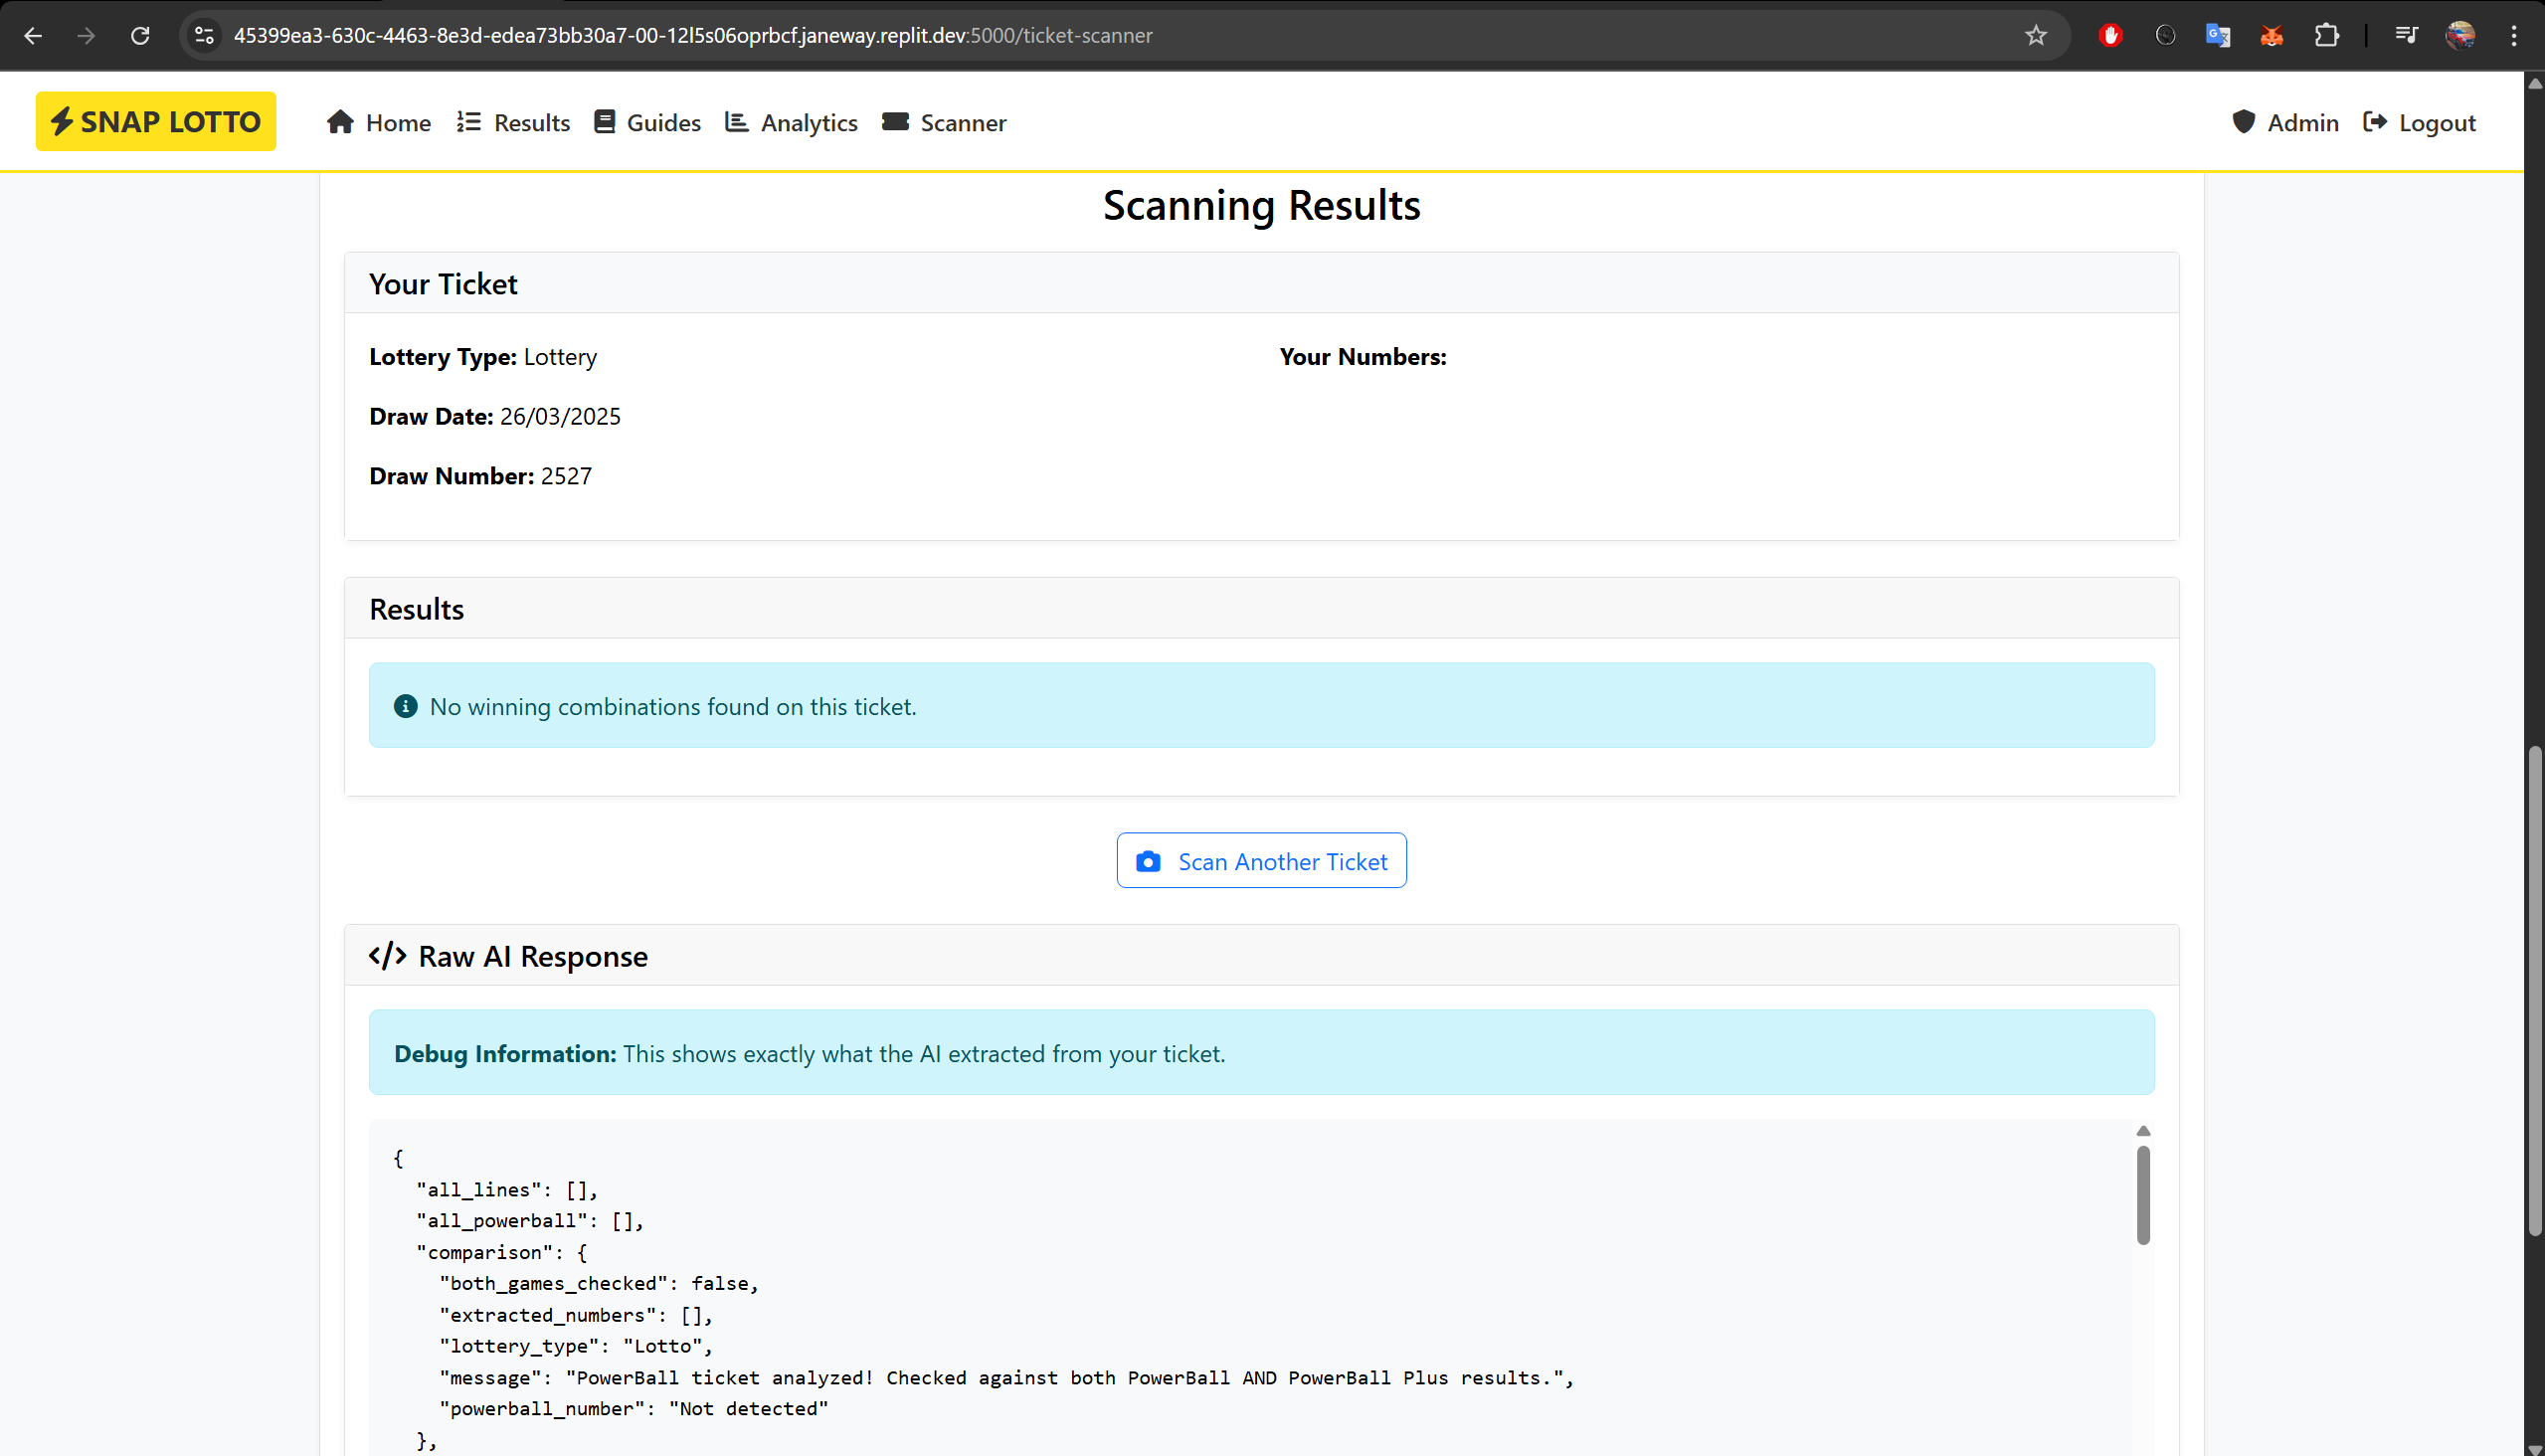 45399ea3-630c-4463-8e3d-edea73bb30a7-00-12l5s06oprbcf.janeway.replit.dev:5000/ticket-scanner
SNAP LOTTO Home Results Guides Analytics Scanner Admin Logout
Scanning Results
Your Ticket
Lottery Type: Lottery
Your Numbers:
Draw Date: 26/03/2025
Draw Number: 2527
Results
No winning combinations found on this ticket.
Scan Another Ticket
</> Raw AI Response
Debug Information: This shows exactly what the AI extracted from your ticket.
{
"all_lines": [],
"all_powerball": [],
"comparison": {
"both_games_checked": false,
"extracted_numbers": [],
"lottery_type": "Lotto",
"message": "PowerBall ticket analyzed! Checked against both PowerBall AND PowerBall Plus results.",
"powerball_number": "Not detected"
},